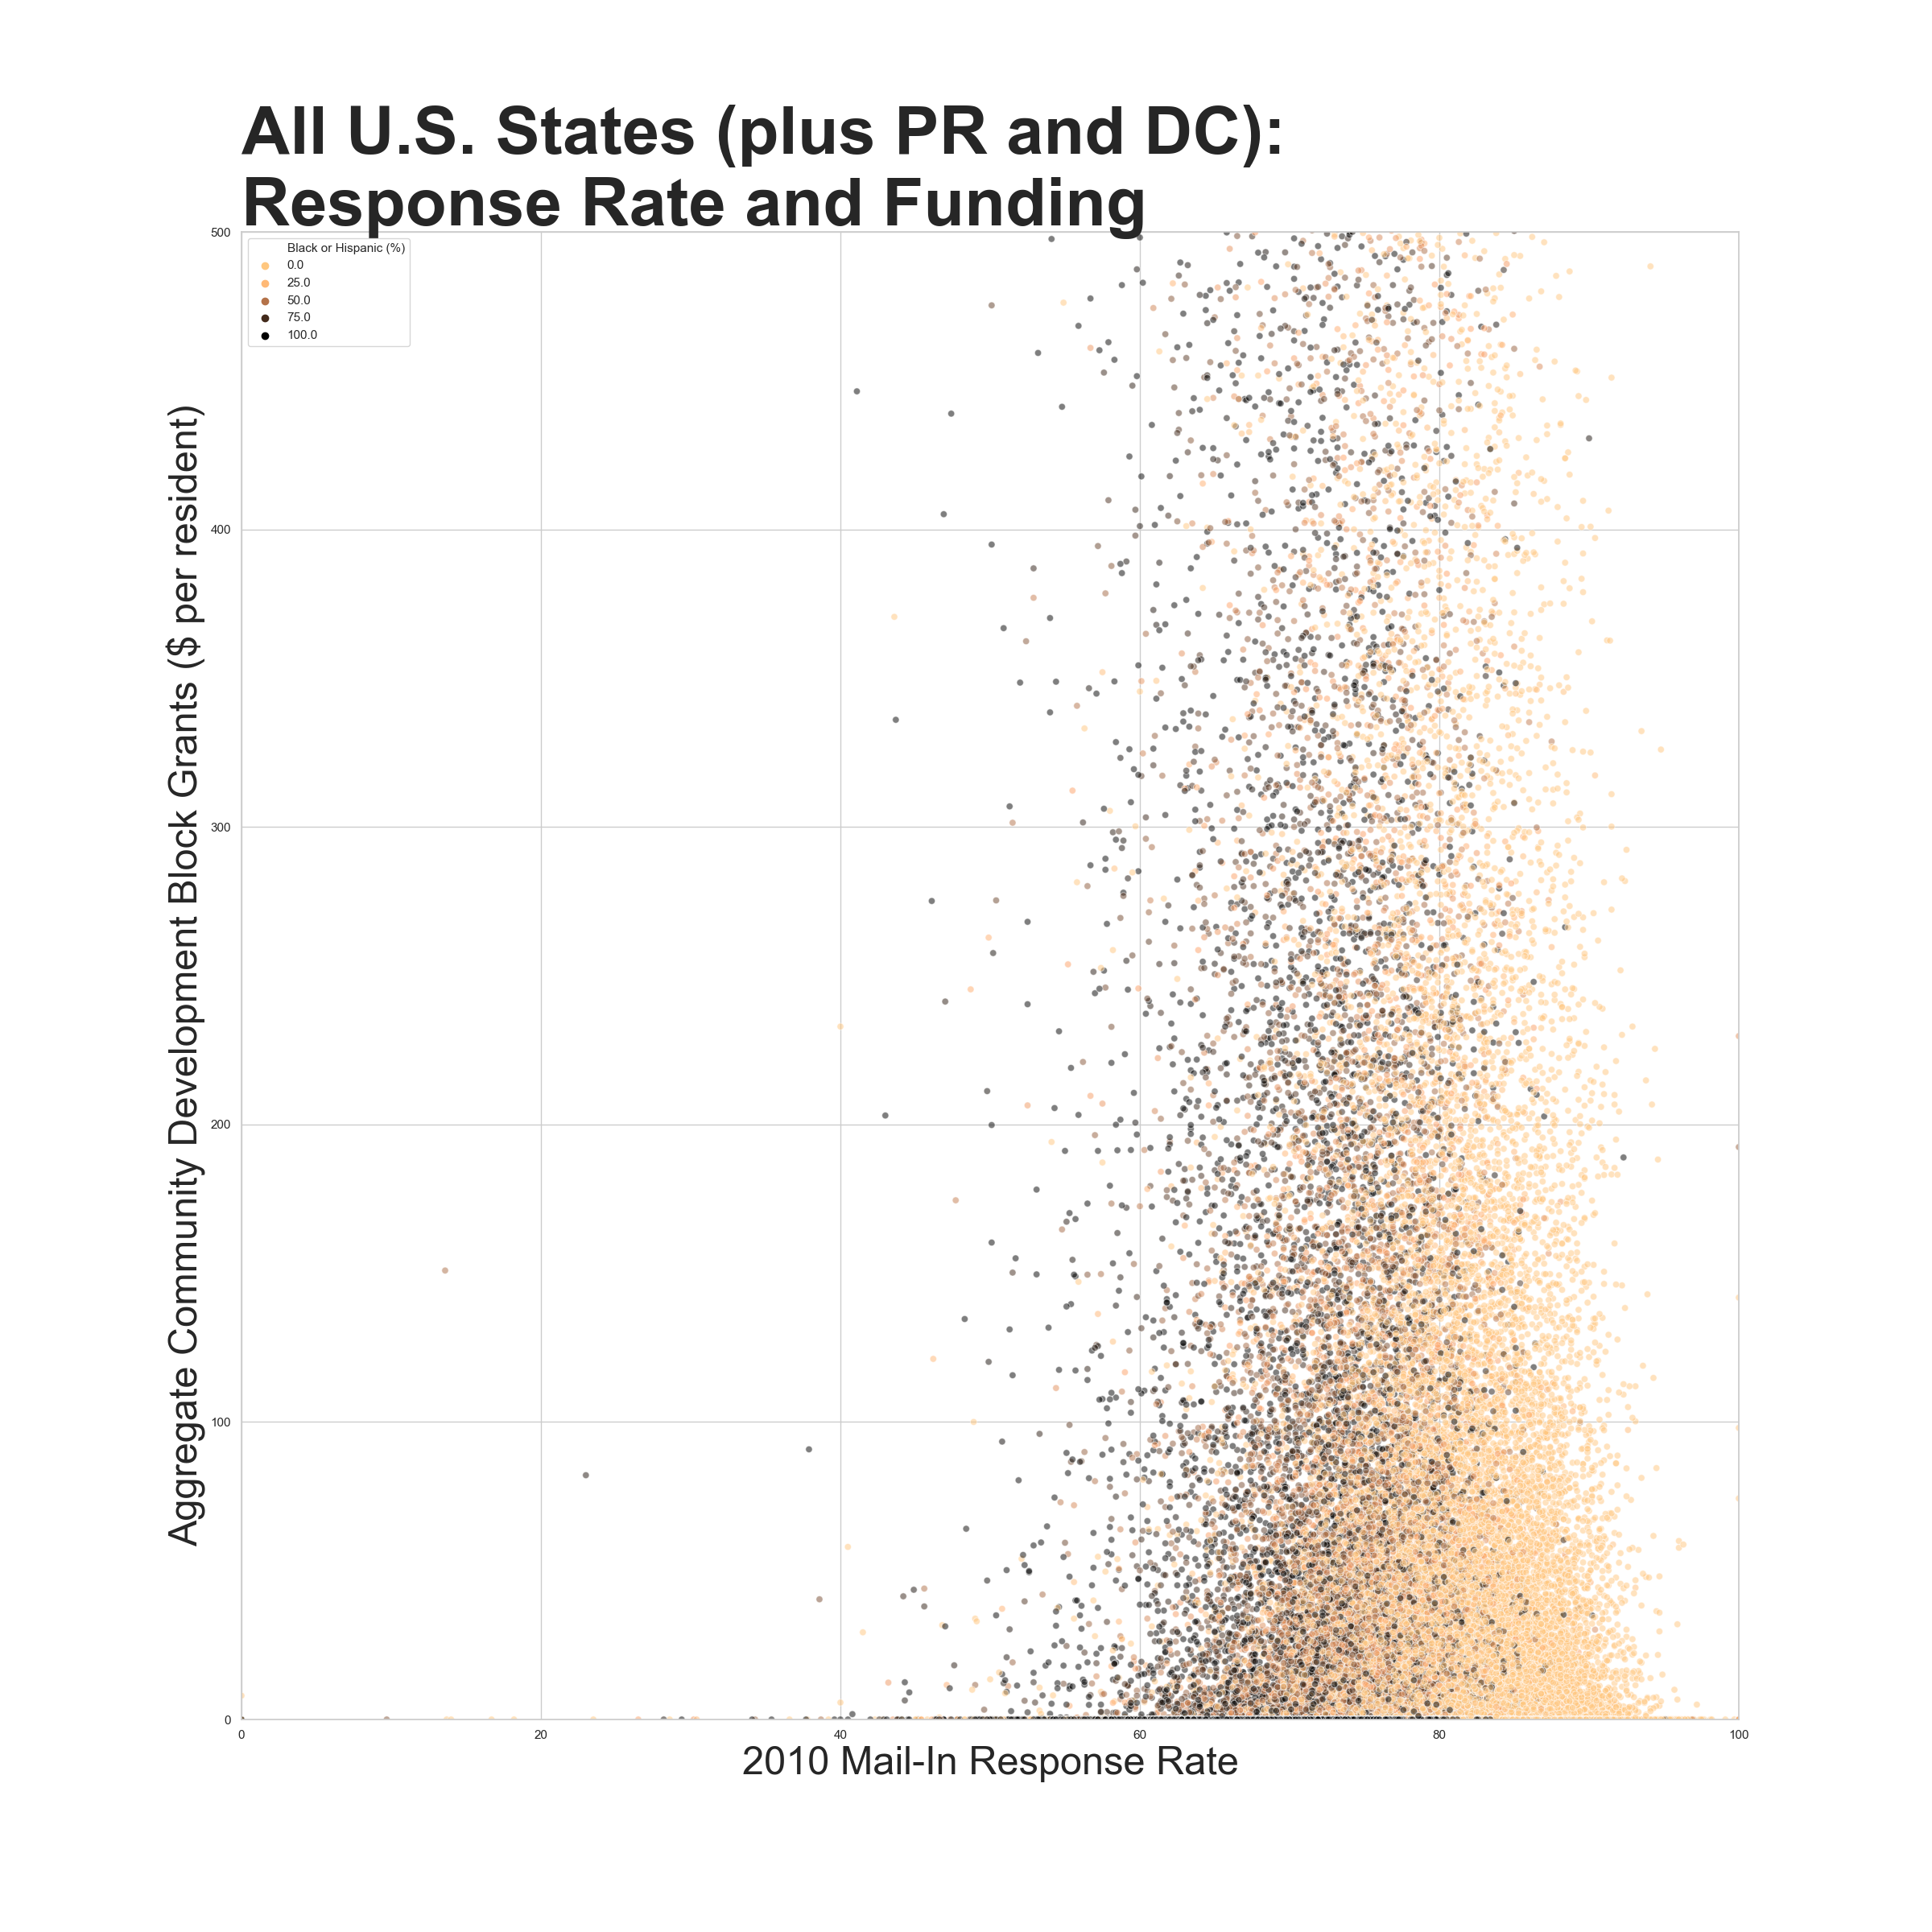 All U.S. States (plus PR and DC):
Response Rate and Funding
Black or Hispanic (%)
0.0
25.0
50.0
75.0
100.0
Aggregate Community Development Block Grants ($ per resident)
500
400
300
200
100
0
0 20 40 60 80 100
2010 Mail-In Response Rate